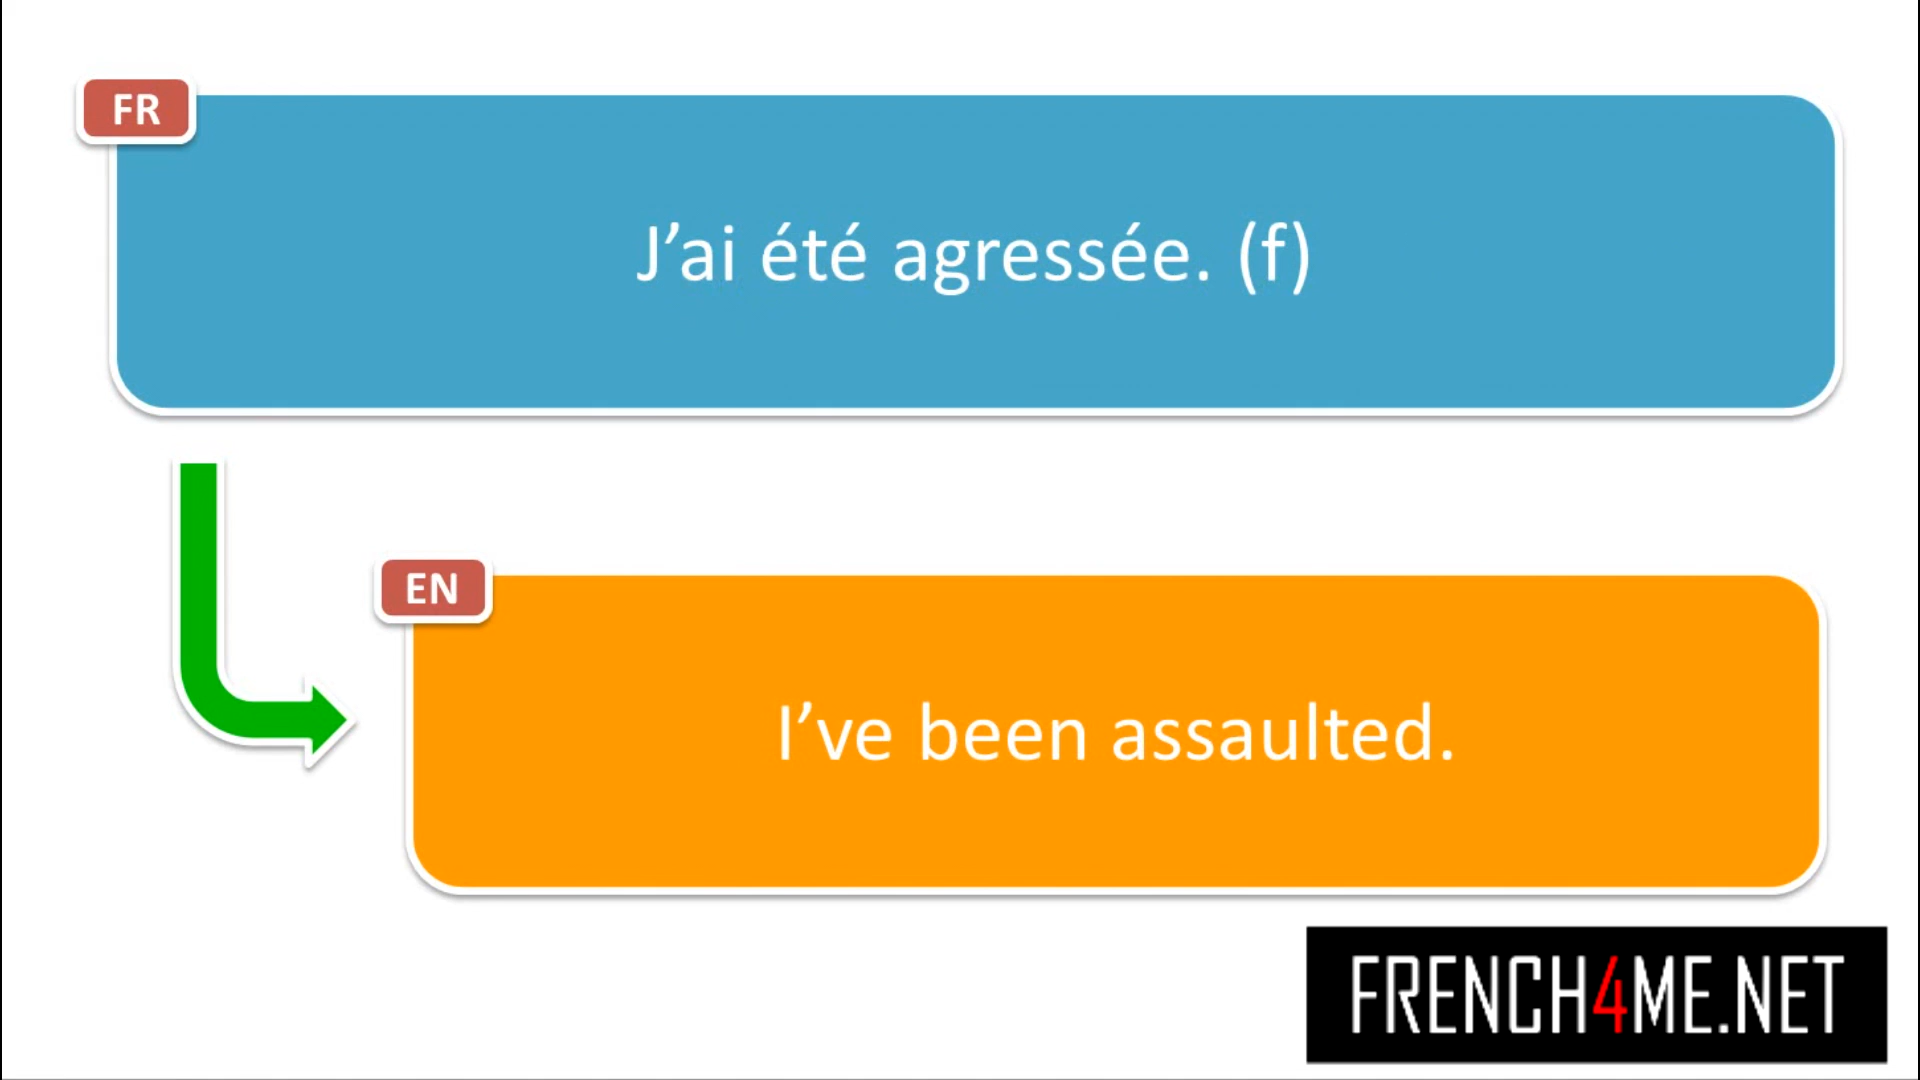 FR
J’ai été agressée. (f)
EN
I’ve been assaulted.
FRENCH4ME.NET